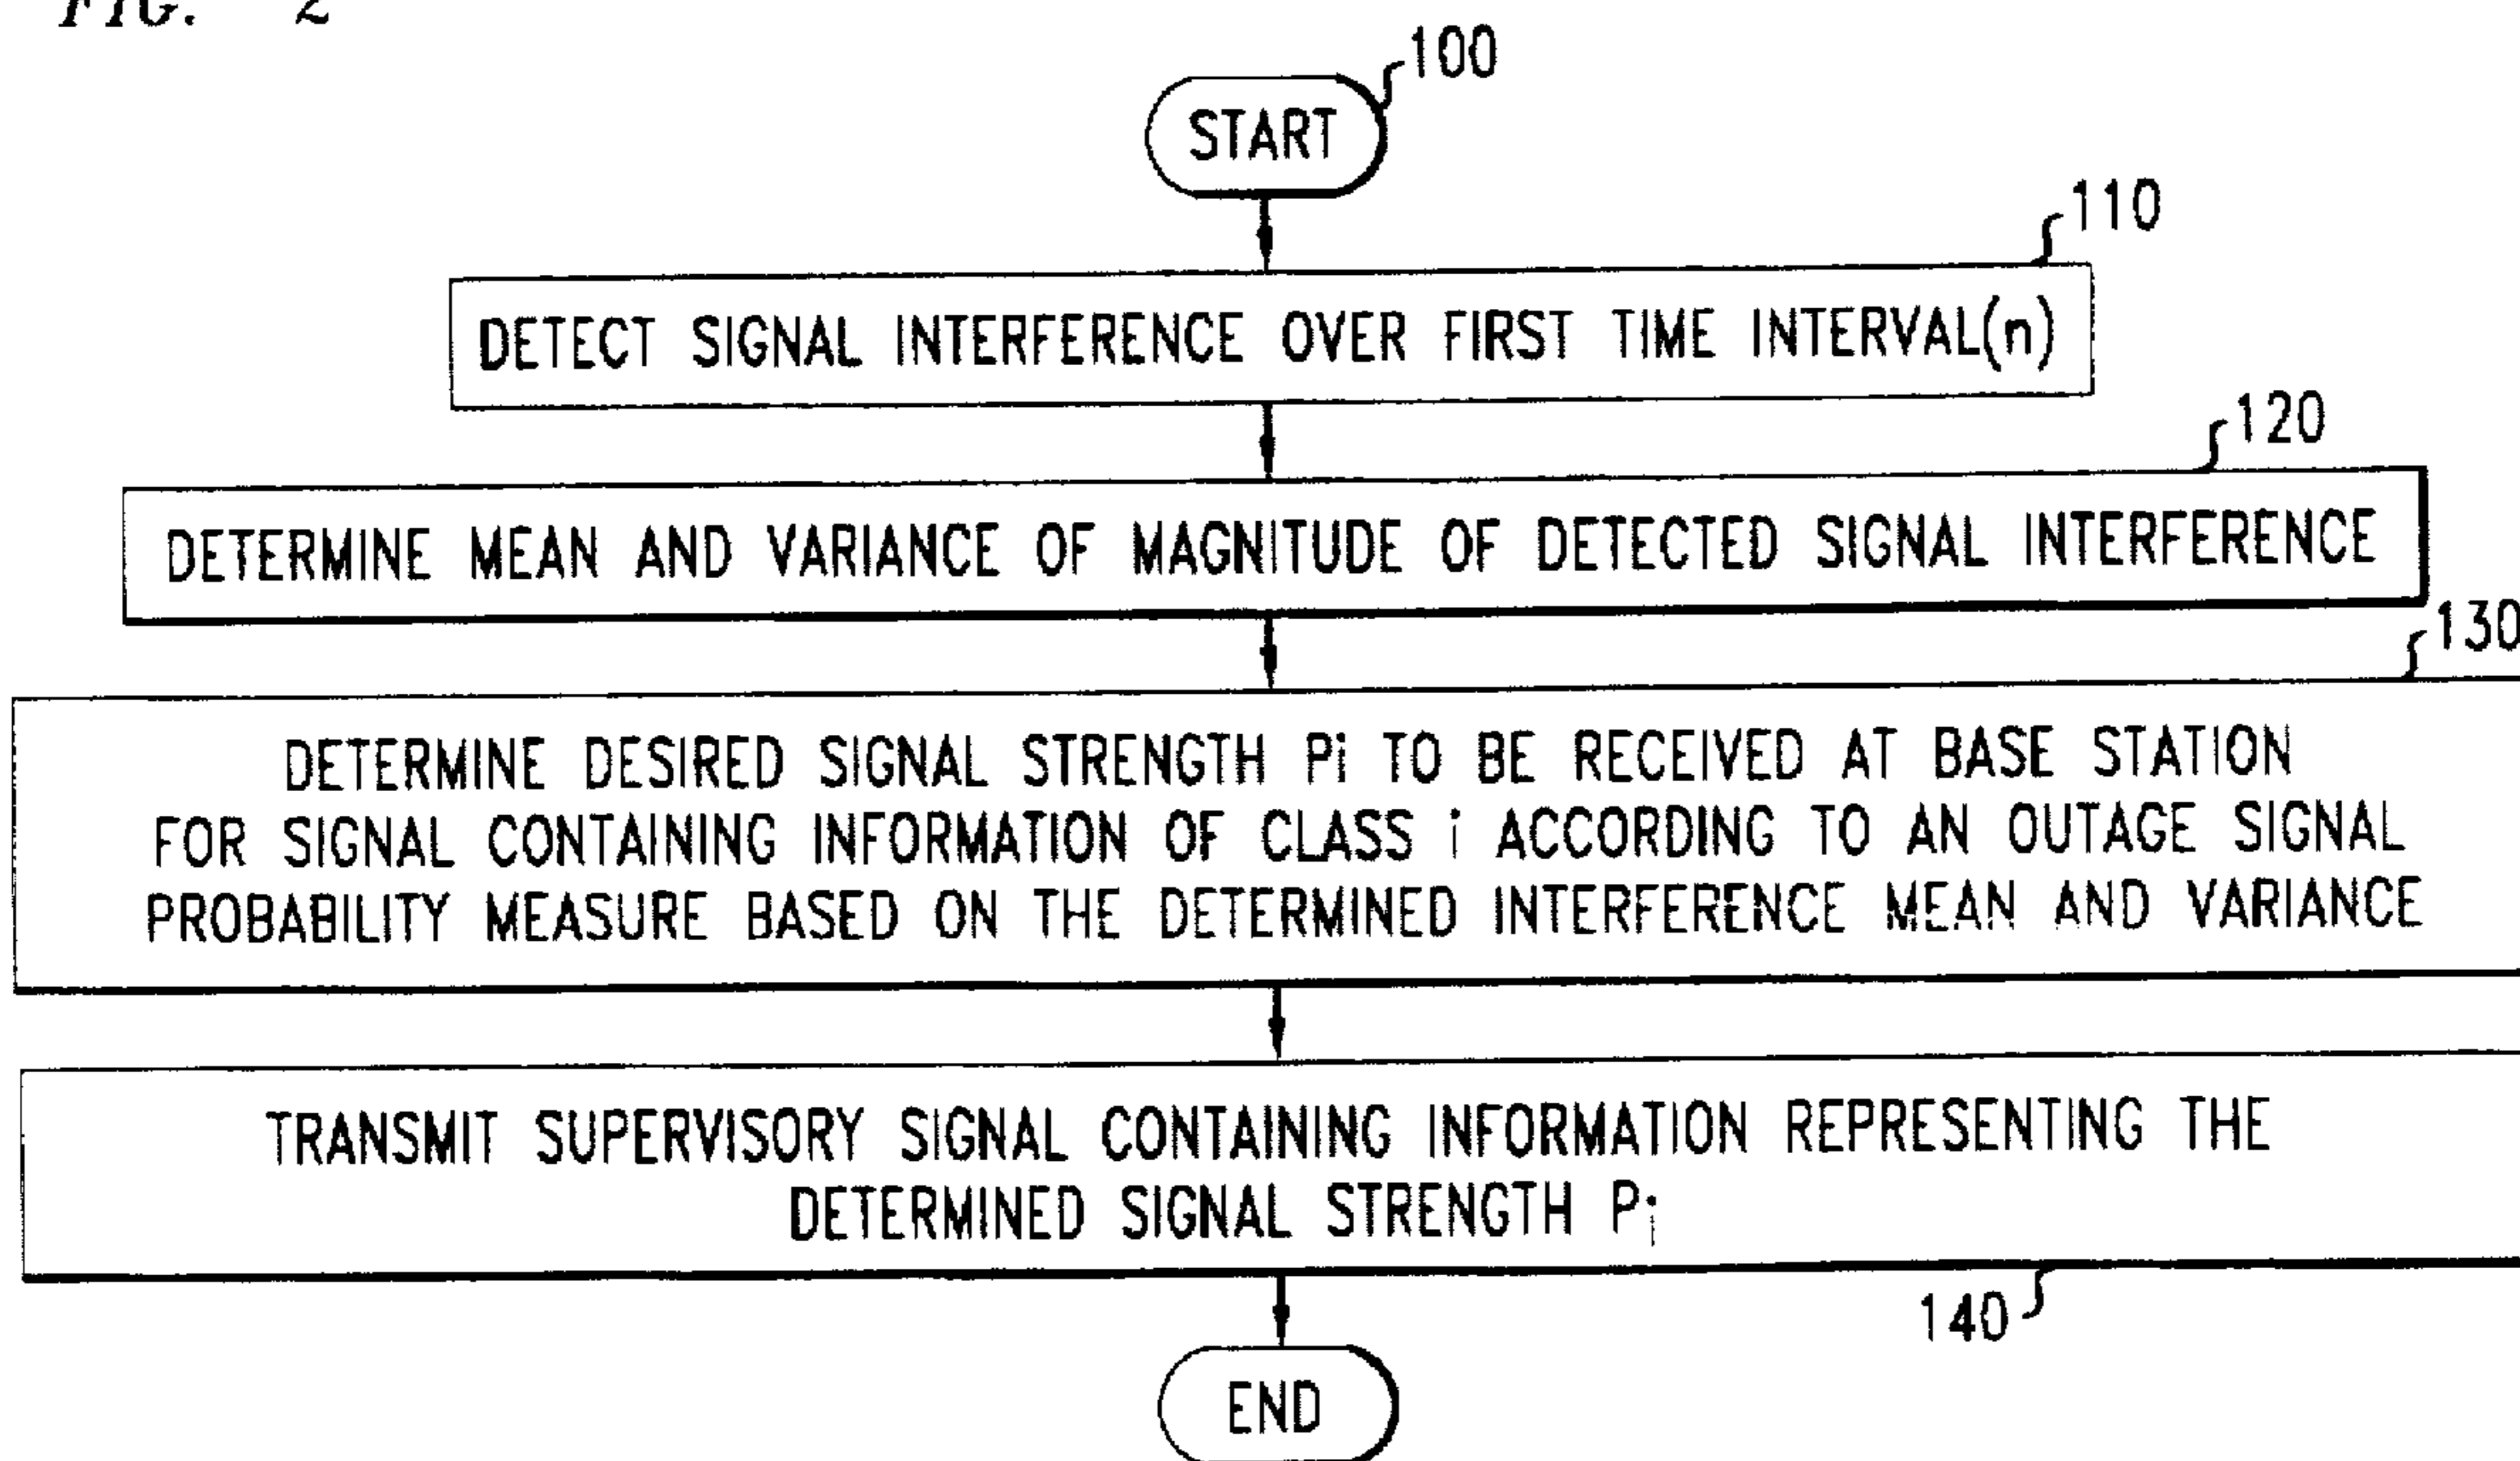 FIG. 2
100
START
110
DETECT SIGNAL INTERFERENCE OVER FIRST TIME INTERVAL(n)
120
DETERMINE MEAN AND VARIANCE OF MAGNITUDE OF DETECTED SIGNAL INTERFERENCE
130
DETERMINE DESIRED SIGNAL STRENGTH Pi TO BE RECEIVED AT BASE STATION
FOR SIGNAL CONTAINING INFORMATION OF CLASS i ACCORDING TO AN OUTAGE SIGNAL
PROBABILITY MEASURE BASED ON THE DETERMINED INTERFERENCE MEAN AND VARIANCE
TRANSMIT SUPERVISORY SIGNAL CONTAINING INFORMATION REPRESENTING THE
DETERMINED SIGNAL STRENGTH Pi
140
END